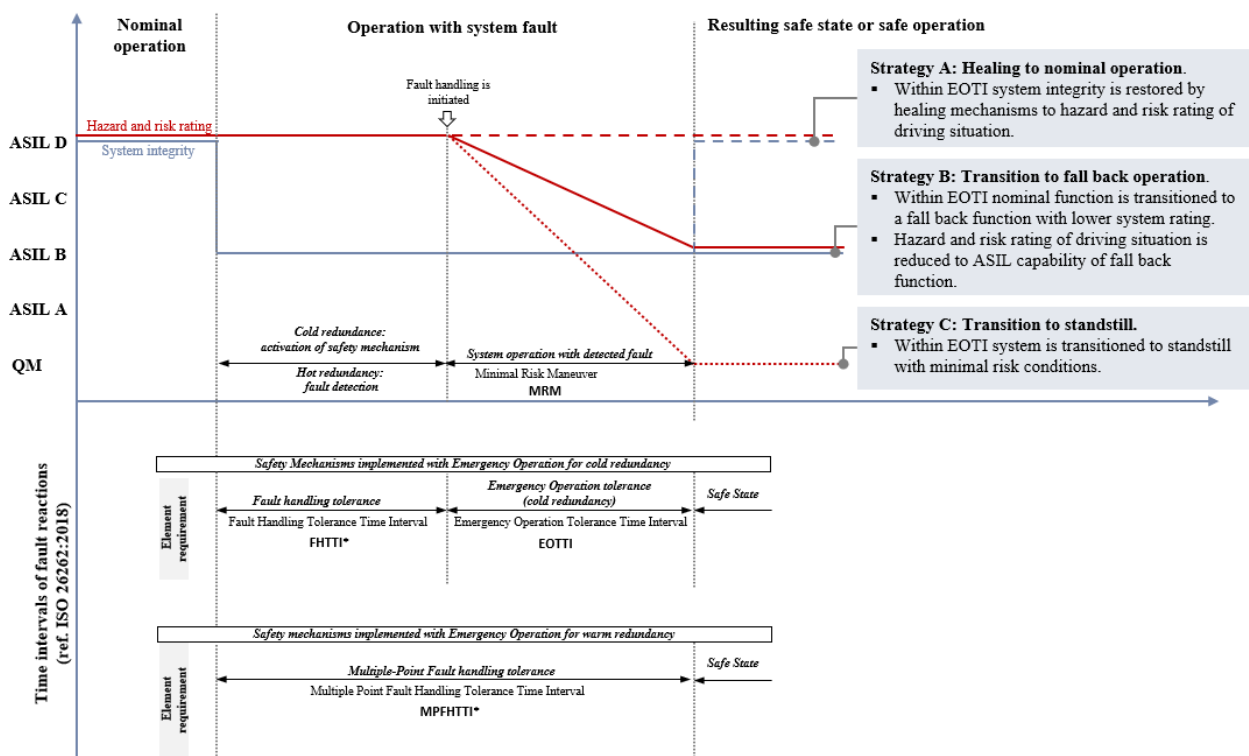 Nominal
operation
Operation with system fault
Resulting safe state or safe operation
Fault handling is
initiated
Strategy A: Healing to nominal operation.
▪ Within EOTI system integrity is restored by
healing mechanisms to hazard and risk rating of
driving situation.
Hazard and risk rating
ASIL D
System integrity
Strategy B: Transition to fall back operation.
▪ Within EOTI nominal function is transitioned to
a fall back function with lower system rating.
▪ Hazard and risk rating of driving situation is
reduced to ASIL capability of fall back
function.
ASIL C
ASIL B
ASIL A
Strategy C: Transition to standstill.
▪ Within EOTI system is transitioned to standstill
with minimal risk conditions.
QM
Cold redundance:
activation of safety mechanism
Hot redundancy:
fault detection
System operation with detected fault
Minimal Risk Maneuver
MRM
Time intervals of fault reactions
(ref. ISO 26262:2018)
Safety Mechanisms implemented with Emergency Operation for cold redundancy
Element
requirement
Fault handling tolerance
Fault Handling Tolerance Time Interval
FHTTI*
Emergency Operation tolerance
(cold redundancy)
Emergency Operation Tolerance Time Interval
EOTTI
Safe State
Safety mechanisms implemented with Emergency Operation for warm redundancy
Element
requirement
Multiple-Point Fault handling tolerance
Multiple Point Fault Handling Tolerance Time Interval
MPFHTTI*
Safe State